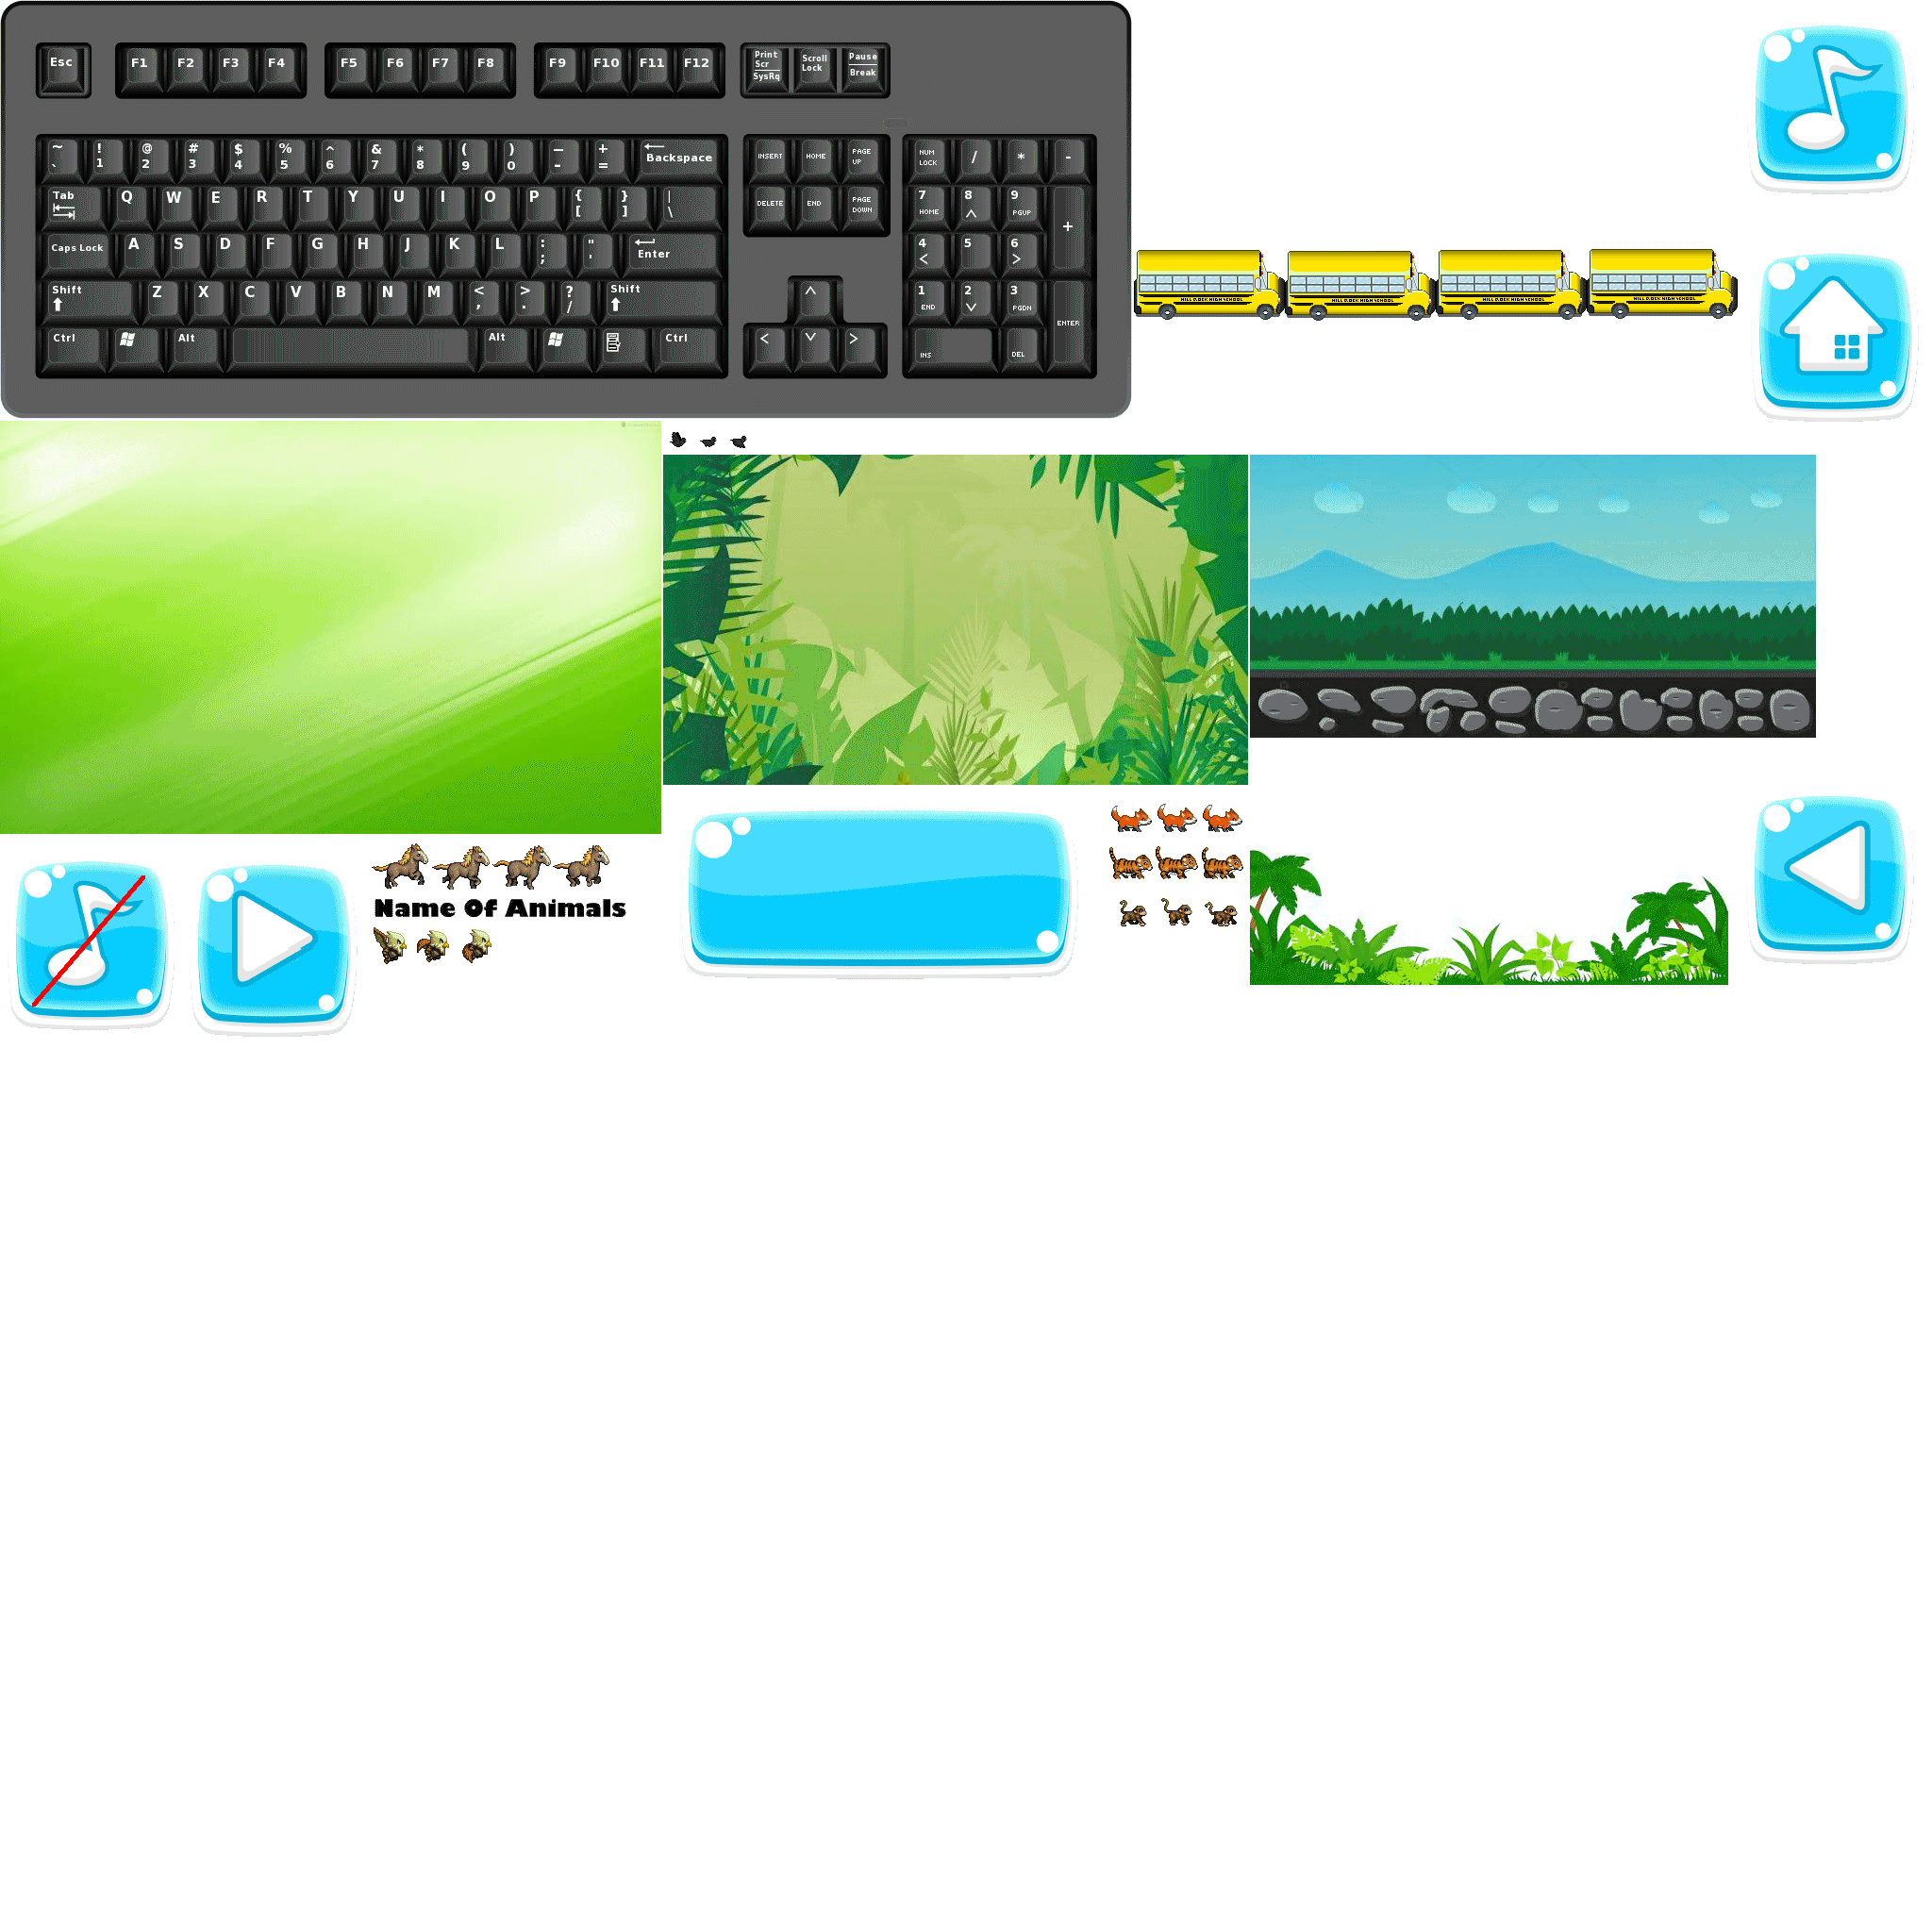 Esc F1 F2 F3 F4 F5 F6 F7 F8 F9 F10 F11 F12 Print Scr SysRq Scroll Lock Pause Break
~ ` ! 1 @ 2 # 3 $ 4 % 5 ^ 6 & 7 * 8 ( 9 ) 0 _ - + = Backspace INSERT HOME PAGE UP NUM LOCK / * -
Tab Q W E R T Y U I O P { [ } ] | \ DELETE END PAGE DOWN 7 HOME 8 9 PGUP +
Caps Lock A S D F G H J K L : ; " ' Enter 4 < 5 6 >
Shift Z X C V B N M < , > . ? / Shift 1 END 2 3 PGDN ENTER
Ctrl Alt Alt Ctrl INS DEL
HILL ROCK HIGH SCHOOL HILL ROCK HIGH SCHOOL HILL ROCK HIGH SCHOOL HILL ROCK HIGH SCHOOL
Name Of Animals